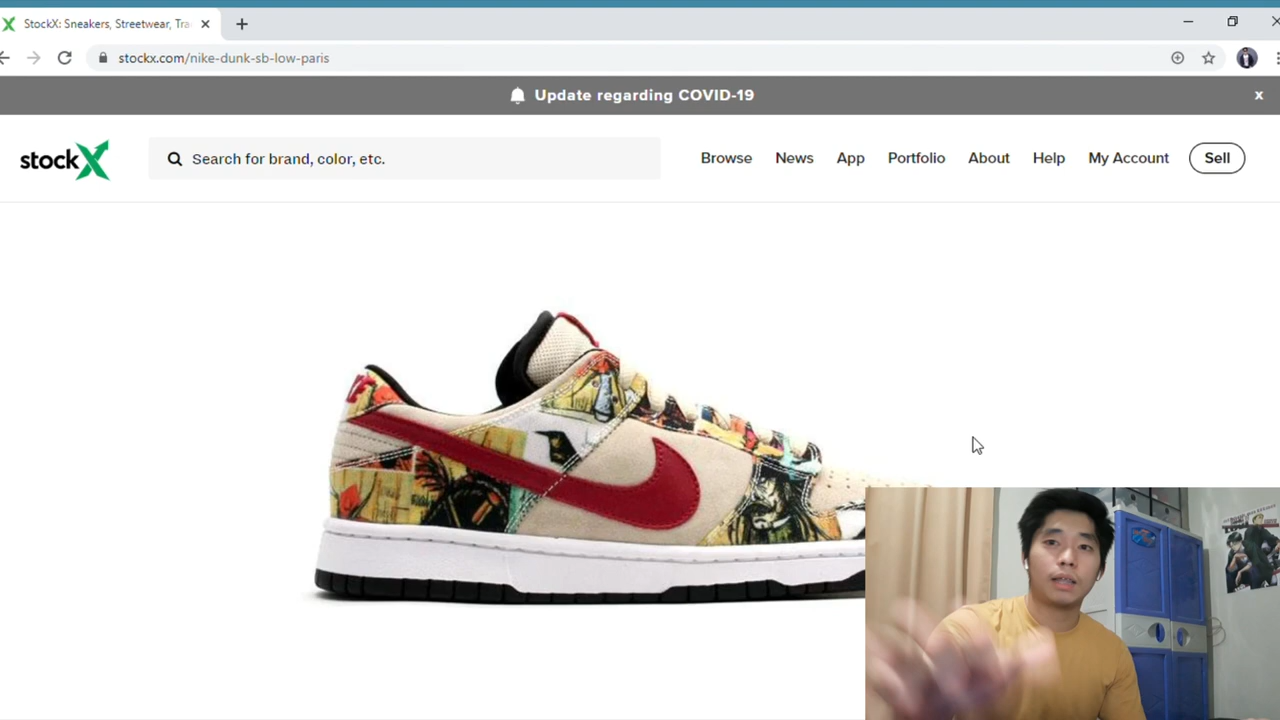 StockX: Sneakers, Streetwear, Tra
stockx.com/nike-dunk-sb-low-paris
Update regarding COVID-19
x
stockX
Search for brand, color, etc.
Browse
News
App
Portfolio
About
Help
My Account
Sell